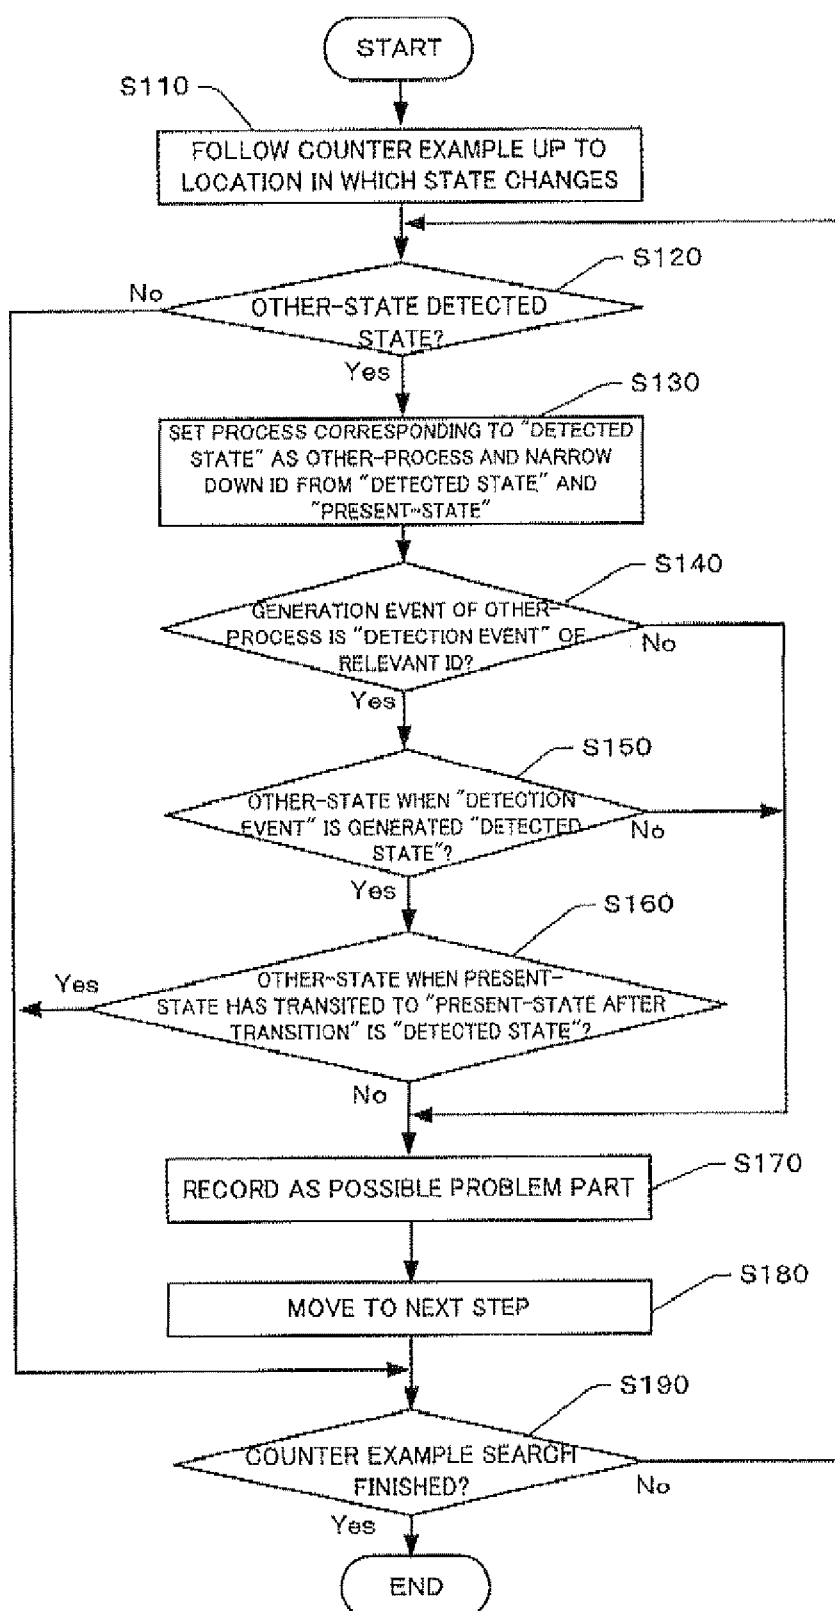 START
S110
FOLLOW COUNTER EXAMPLE UP TO
LOCATION IN WHICH STATE CHANGES
S120
No
OTHER-STATE DETECTED
STATE?
Yes
S130
SET PROCESS CORRESPONDING TO "DETECTED
STATE" AS OTHER-PROCESS AND NARROW
DOWN ID FROM "DETECTED STATE" AND
"PRESENT-STATE"
S140
GENERATION EVENT OF OTHER-
PROCESS IS "DETECTION EVENT" OF
RELEVANT ID?
No
Yes
S150
OTHER-STATE WHEN "DETECTION
EVENT" IS GENERATED "DETECTED
STATE"?
No
Yes
S160
Yes
OTHER-STATE WHEN PRESENT-
STATE HAS TRANSITED TO "PRESENT-STATE AFTER
TRANSITION" IS "DETECTED STATE"?
No
S170
RECORD AS POSSIBLE PROBLEM PART
S180
MOVE TO NEXT STEP
S190
COUNTER EXAMPLE SEARCH
FINISHED?
No
Yes
END